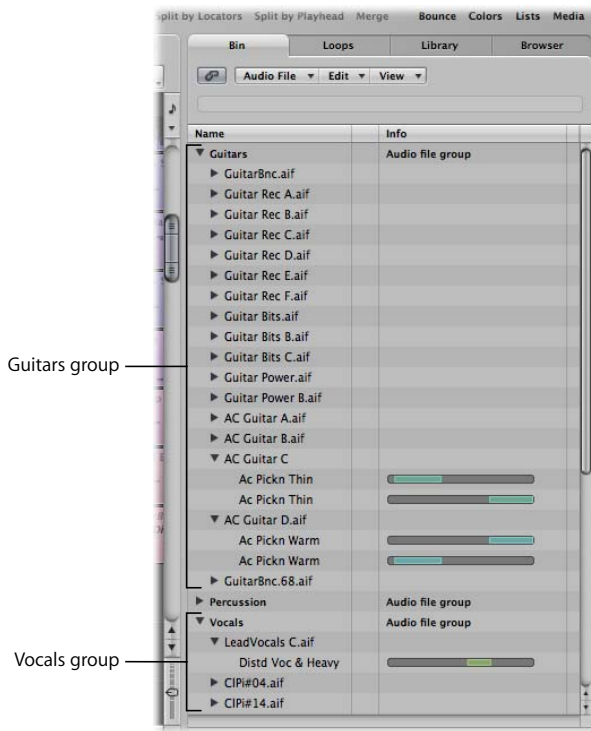 Split by Locators Split by Playhead Merge Bounce Colors Lists Media
Bin Loops Library Browser
Audio File Edit View
Name Info
Guitars Audio file group
GuitarBnc.aif
Guitar Rec A.aif
Guitar Rec B.aif
Guitar Rec C.aif
Guitar Rec D.aif
Guitar Rec E.aif
Guitar Rec F.aif
Guitar Bits.aif
Guitar Bits B.aif
Guitar Bits C.aif
Guitars group
Guitar Power.aif
Guitar Power B.aif
AC Guitar A.aif
AC Guitar B.aif
AC Guitar C
Ac Pickn Thin
Ac Pickn Thin
AC Guitar D.aif
Ac Pickn Warm
Ac Pickn Warm
GuitarBnc.68.aif
Percussion Audio file group
Vocals Audio file group
LeadVocals C.aif
Vocals group
Distd Voc & Heavy
CIPi#04.aif
CIPi#14.aif